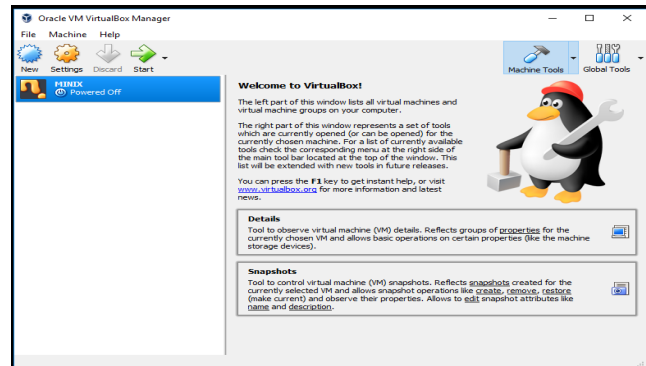 Oracle VM VirtualBox Manager
File Machine Help
New Settings Discard Start
Machine Tools Global Tools
MINIX
Powered Off
Welcome to VirtualBox!
The left part of this window lists all virtual machines and
virtual machine groups on your computer.
The right part of this window represents a set of tools
which are currently opened (or can be opened) for the
currently chosen machine. For a list of currently available
tools check the corresponding menu at the right side of
the main tool bar located at the top of the window. This
list will be extended with new tools in future releases.
You can press the F1 key to get instant help, or visit
www.virtualbox.org for more information and latest
news.
Details
Tool to observe virtual machine (VM) details. Reflects groups of properties for the
currently chosen VM and allows basic operations on certain properties (like the machine
storage devices).
Snapshots
Tool to control virtual machine (VM) snapshots. Reflects snapshots created for the
currently selected VM and allows snapshot operations like create, remove, restore
(make current) and observe their properties. Allows to edit snapshot attributes like
name and description.